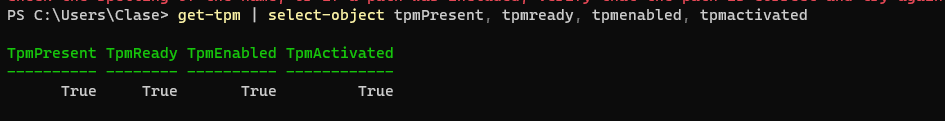 PS C:\Users\Clase> get-tpm | select-object tpmPresent, tpmready, tpmenabled, tpmactivated
TpmPresent TpmReady TpmEnabled TpmActivated
---------- -------- ---------- ------------
True True True True